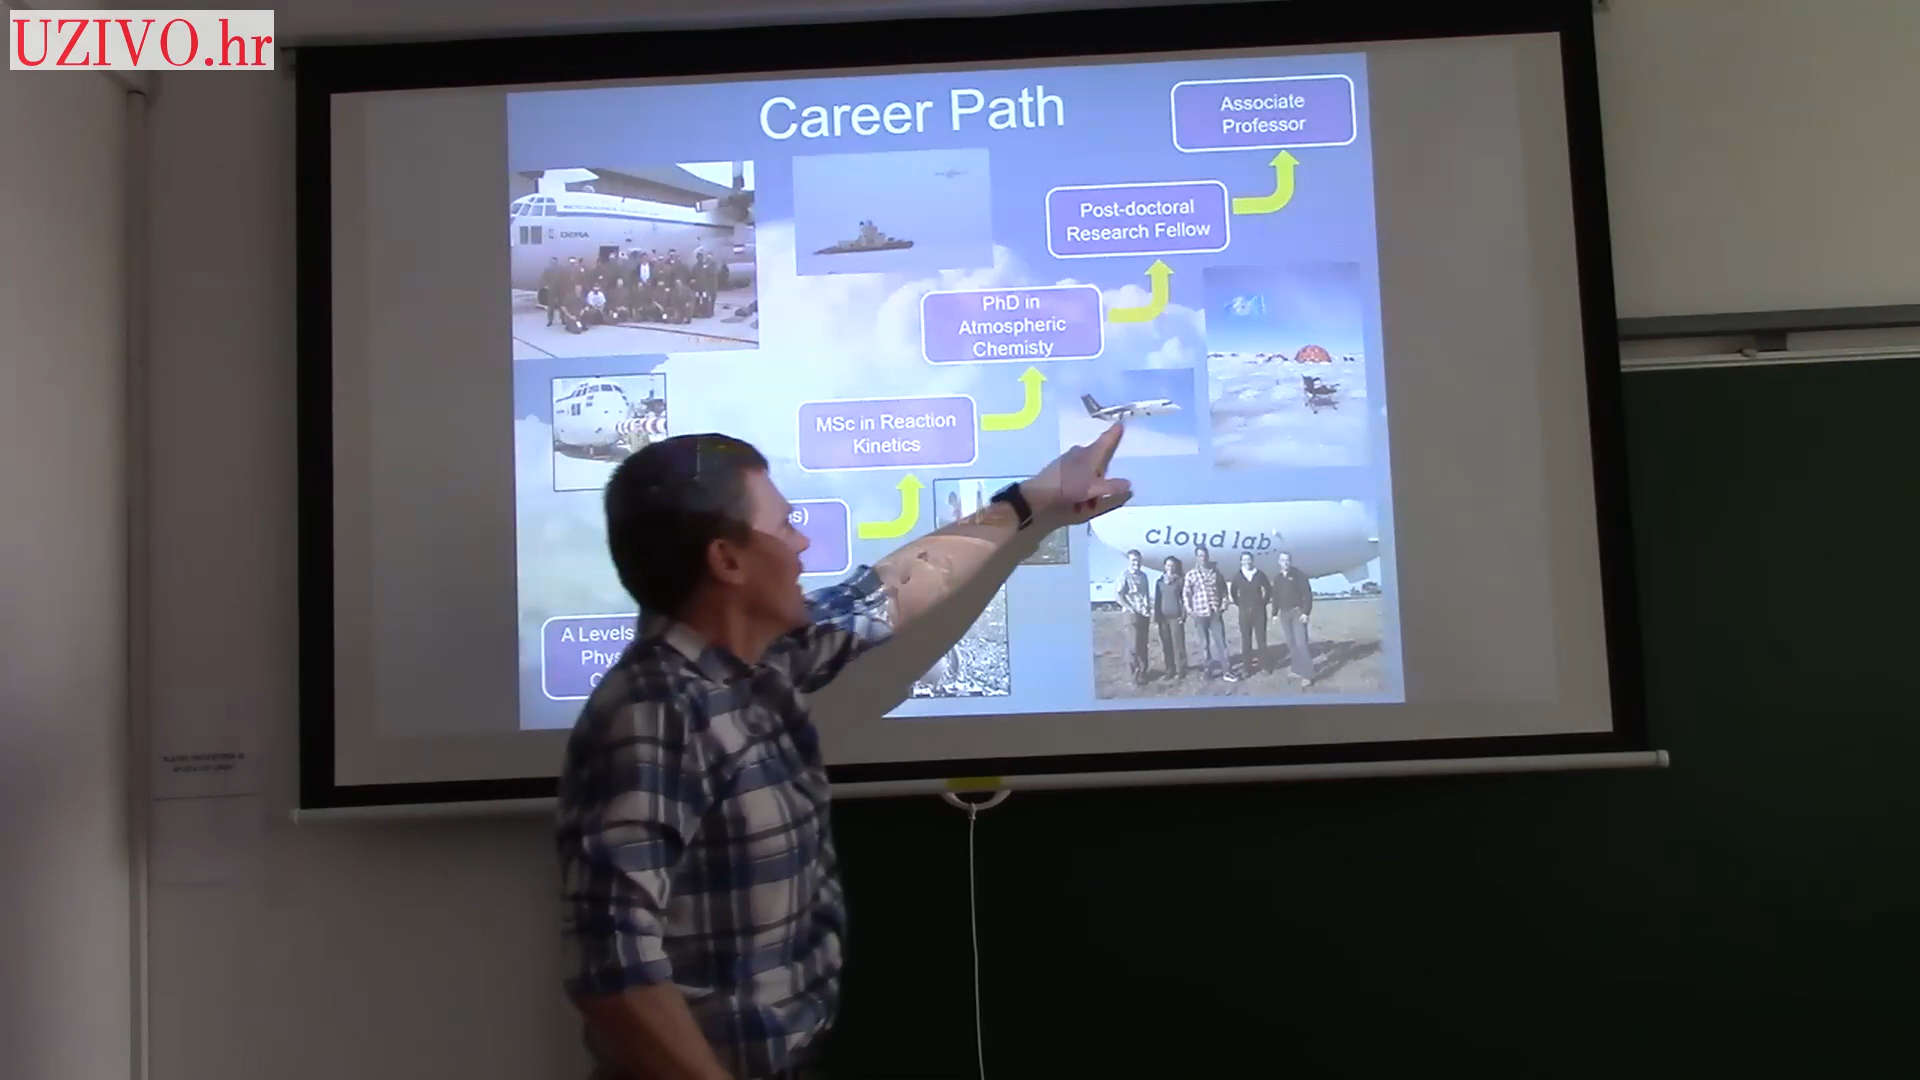 UZIVO.hr
Career Path
Associate
Professor
Post-doctoral
Research Fellow
PhD in
Atmospheric
Chemisty
MSc in Reaction
Kinetics
A Levels
cloud lab